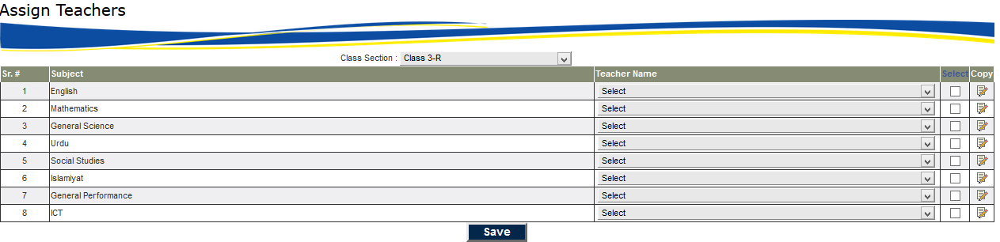 Assign Teachers
Class Section : Class 3-R
Sr. # Subject Teacher Name Select Copy
1 English Select
2 Mathematics Select
3 General Science Select
4 Urdu Select
5 Social Studies Select
6 Islamiyat Select
7 General Performance Select
8 ICT Select
Save